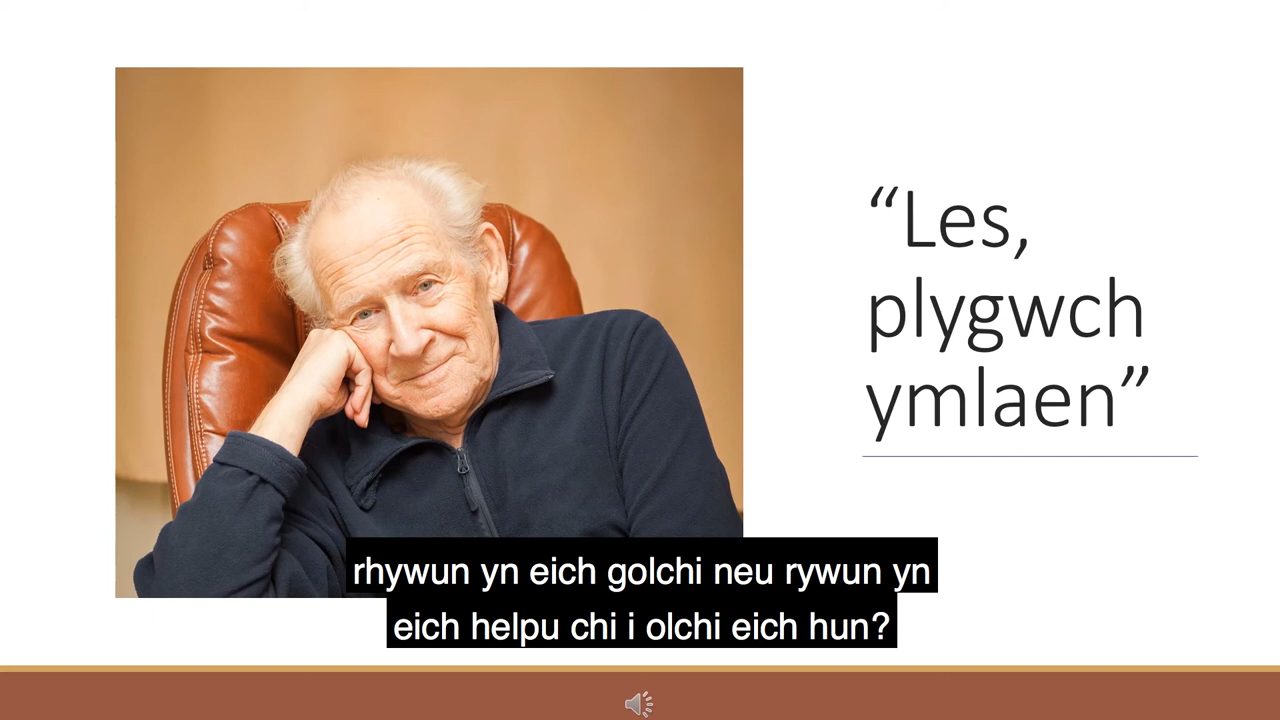 “Les,
plygwch
ymlaen”
rhywun yn eich golchi neu rywun yn
eich helpu chi i olchi eich hun?